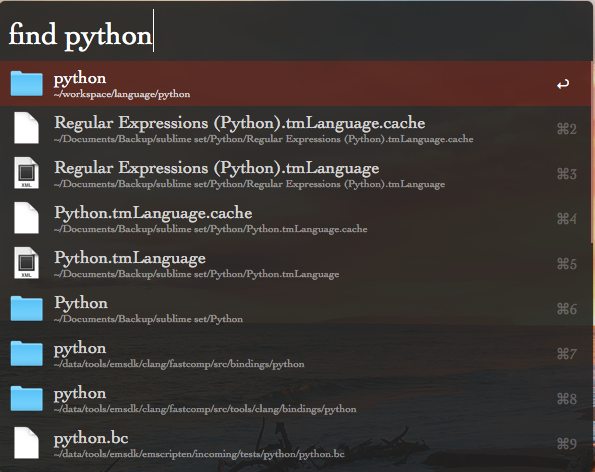 find python
python
~/workspace/language/python
Regular Expressions (Python).tmLanguage.cache
~/Documents/Backup/sublime set/Python/Regular Expressions (Python).tmLanguage.cache
⌘2
Regular Expressions (Python).tmLanguage
~/Documents/Backup/sublime set/Python/Regular Expressions (Python).tmLanguage
⌘3
XML
Python.tmLanguage.cache
~/Documents/Backup/sublime set/Python/Python.tmLanguage.cache
⌘4
Python.tmLanguage
~/Documents/Backup/sublime set/Python/Python.tmLanguage
⌘5
XML
Python
~/Documents/Backup/sublime set/Python
⌘6
python
~/data/tools/emsdk/clang/fastcomp/src/bindings/python
⌘7
python
~/data/tools/emsdk/clang/fastcomp/src/tools/clang/bindings/python
⌘8
python.bc
~/data/tools/emsdk/emscripten/incoming/tests/python/python.bc
⌘9